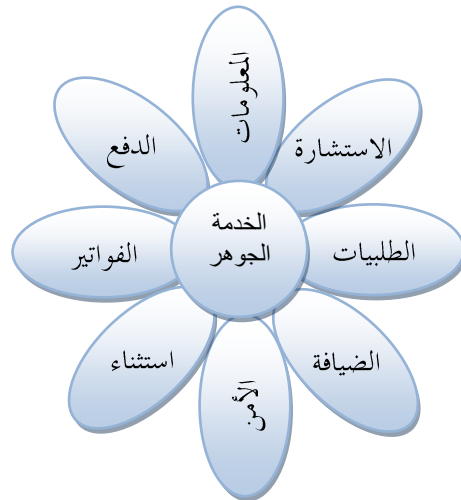 المعلومات
الاستشارة
الدفع
الخدمة
الجوهر
الطلبيات
الفواتير
الضيافة
استثناء
الأمن